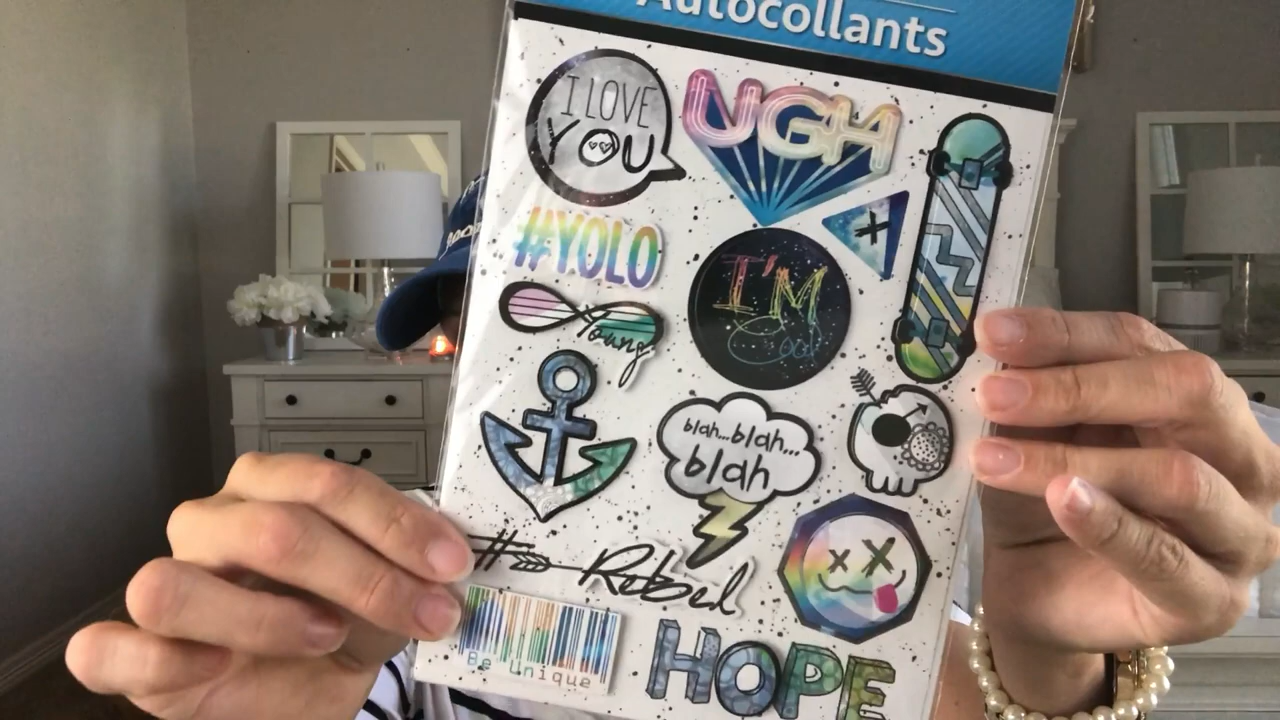 Autocollants
I LOVE
YOU
UGH
#YOLO
I'M
Cool
Young
blah...blah...
blah
# Rebel
Be Unique
HOPE